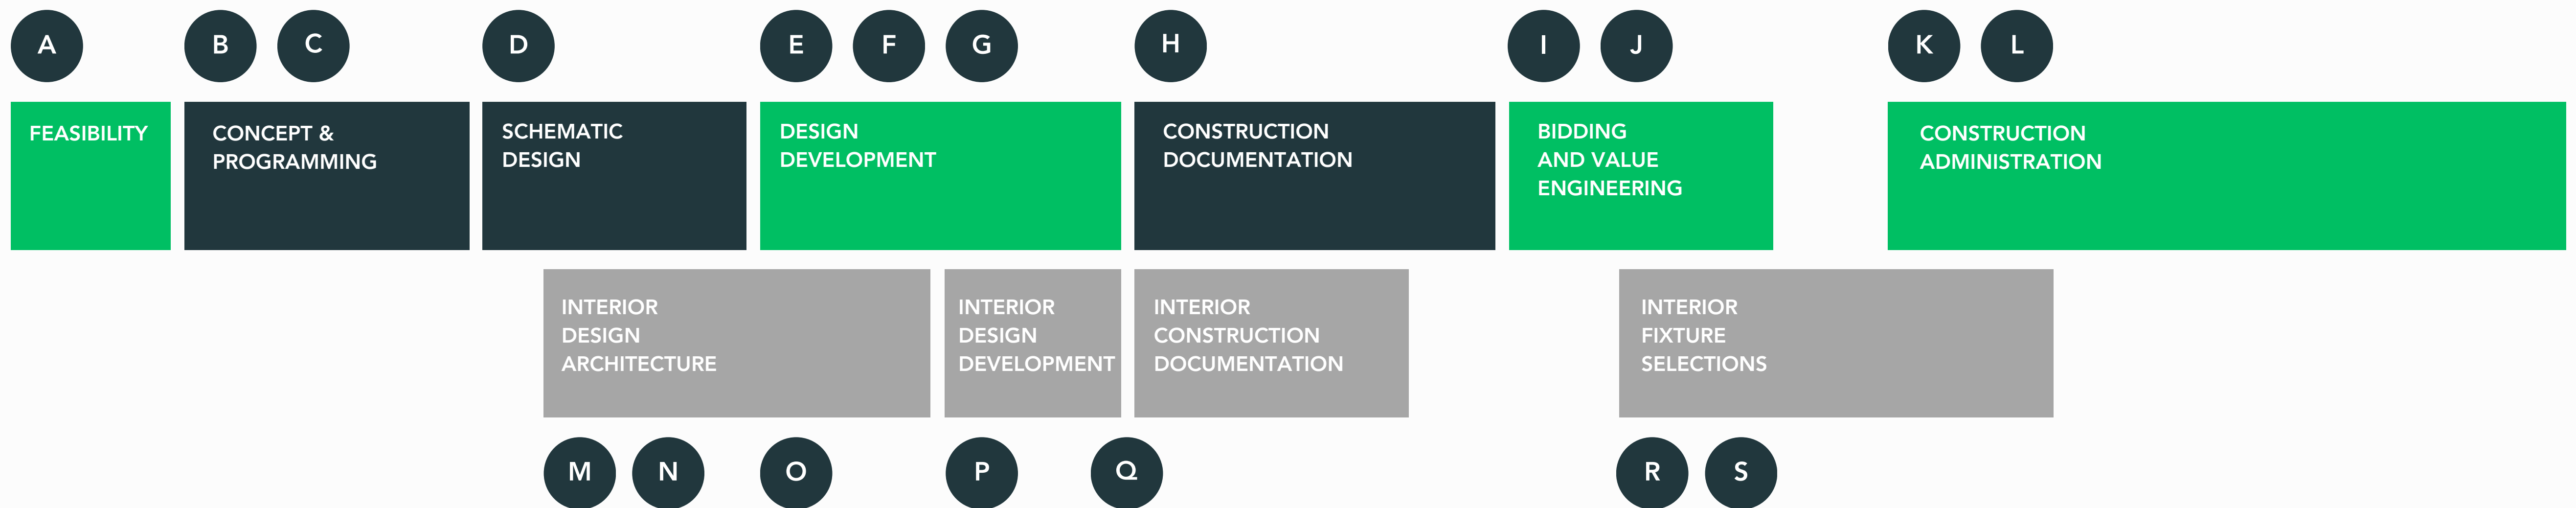 A
B
C
D
E
F
G
H
I
J
K
L
FEASIBILITY
CONCEPT &
PROGRAMMING
SCHEMATIC
DESIGN
DESIGN
DEVELOPMENT
CONSTRUCTION
DOCUMENTATION
BIDDING
AND VALUE
ENGINEERING
CONSTRUCTION
ADMINISTRATION
INTERIOR
DESIGN
ARCHITECTURE
INTERIOR
DESIGN
DEVELOPMENT
INTERIOR
CONSTRUCTION
DOCUMENTATION
INTERIOR
FIXTURE
SELECTIONS
M
N
O
P
Q
R
S